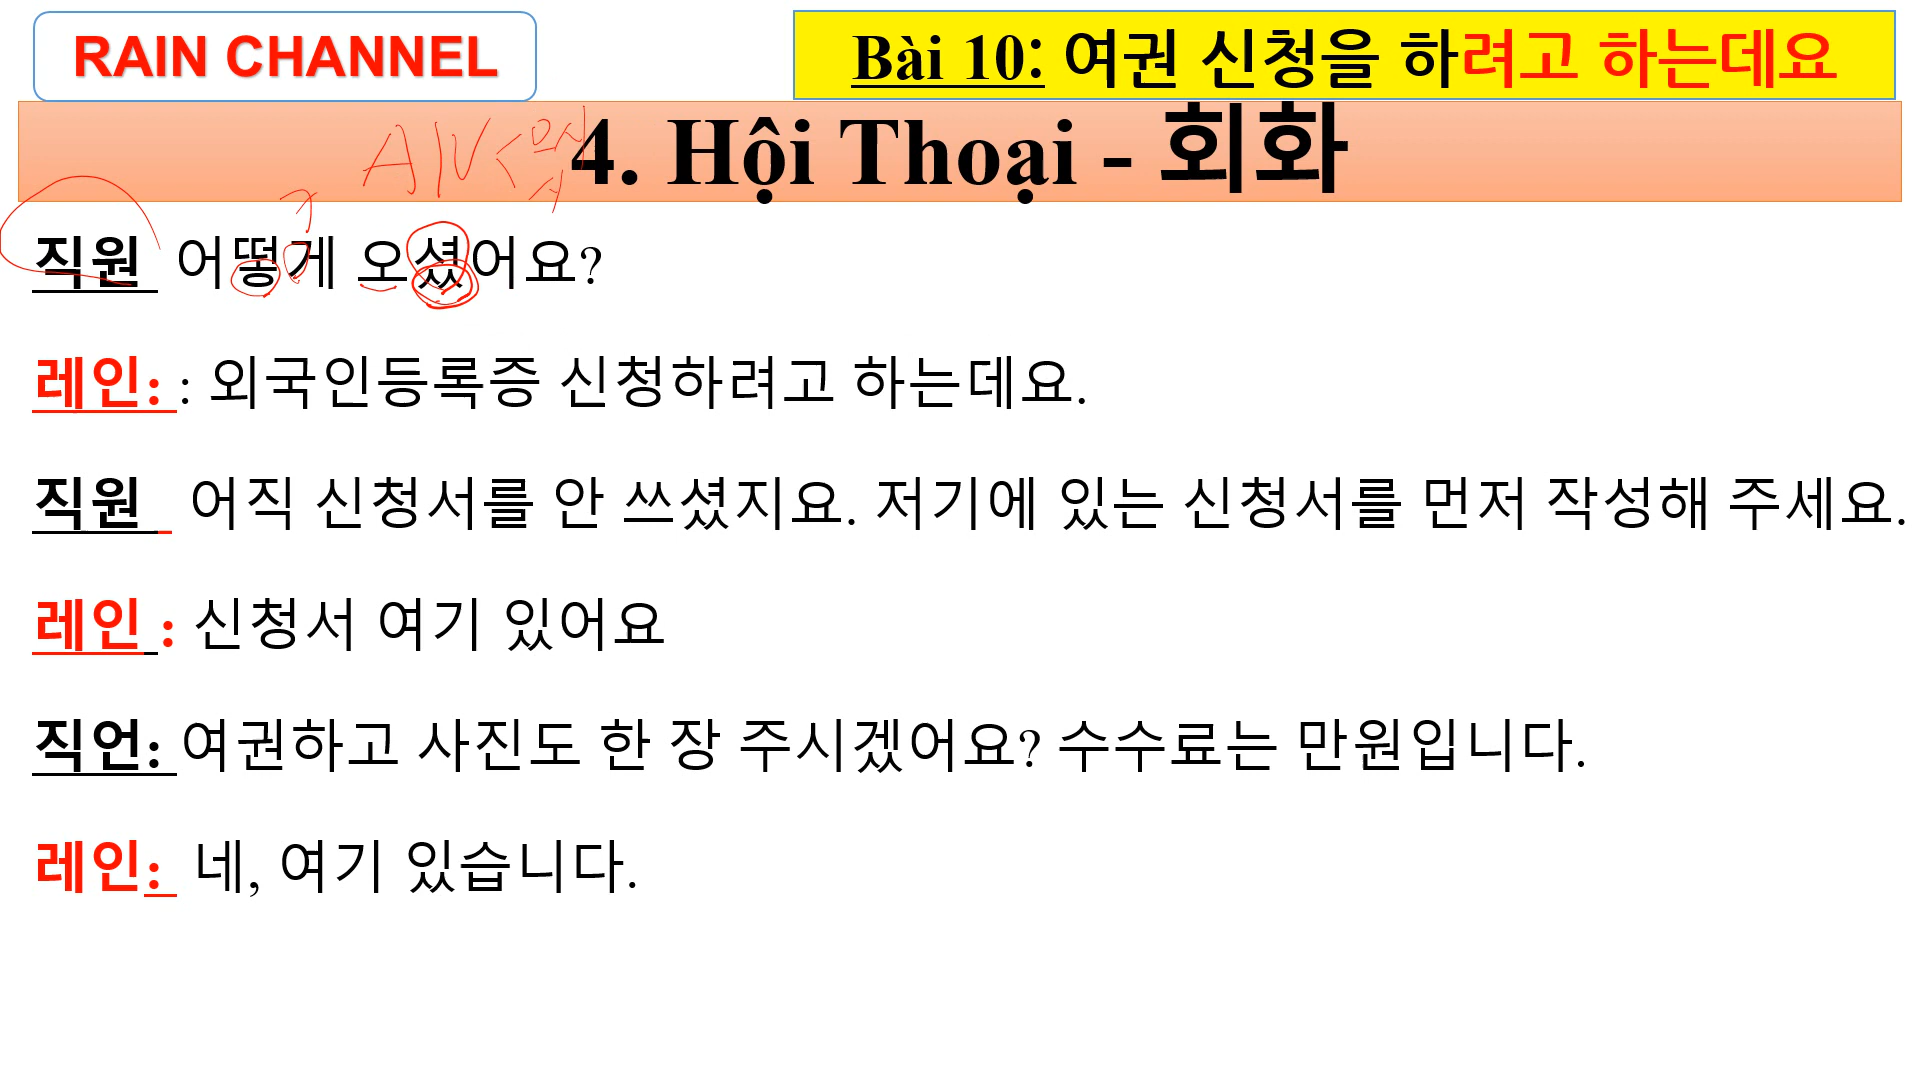 RAIN CHANNEL
Bài 10: 여권 신청을 하려고 하는데요
4. Hội Thoại - 회화
A/V <
직원 어떻게 오셨어요?
레인: : 외국인등록증 신청하려고 하는데요.
직원 어직 신청서를 안 쓰셨지요. 저기에 있는 신청서를 먼저 작성해 주세요.
레인 : 신청서 여기 있어요
직언: 여권하고 사진도 한 장 주시겠어요? 수수료는 만원입니다.
레인: 네, 여기 있습니다.